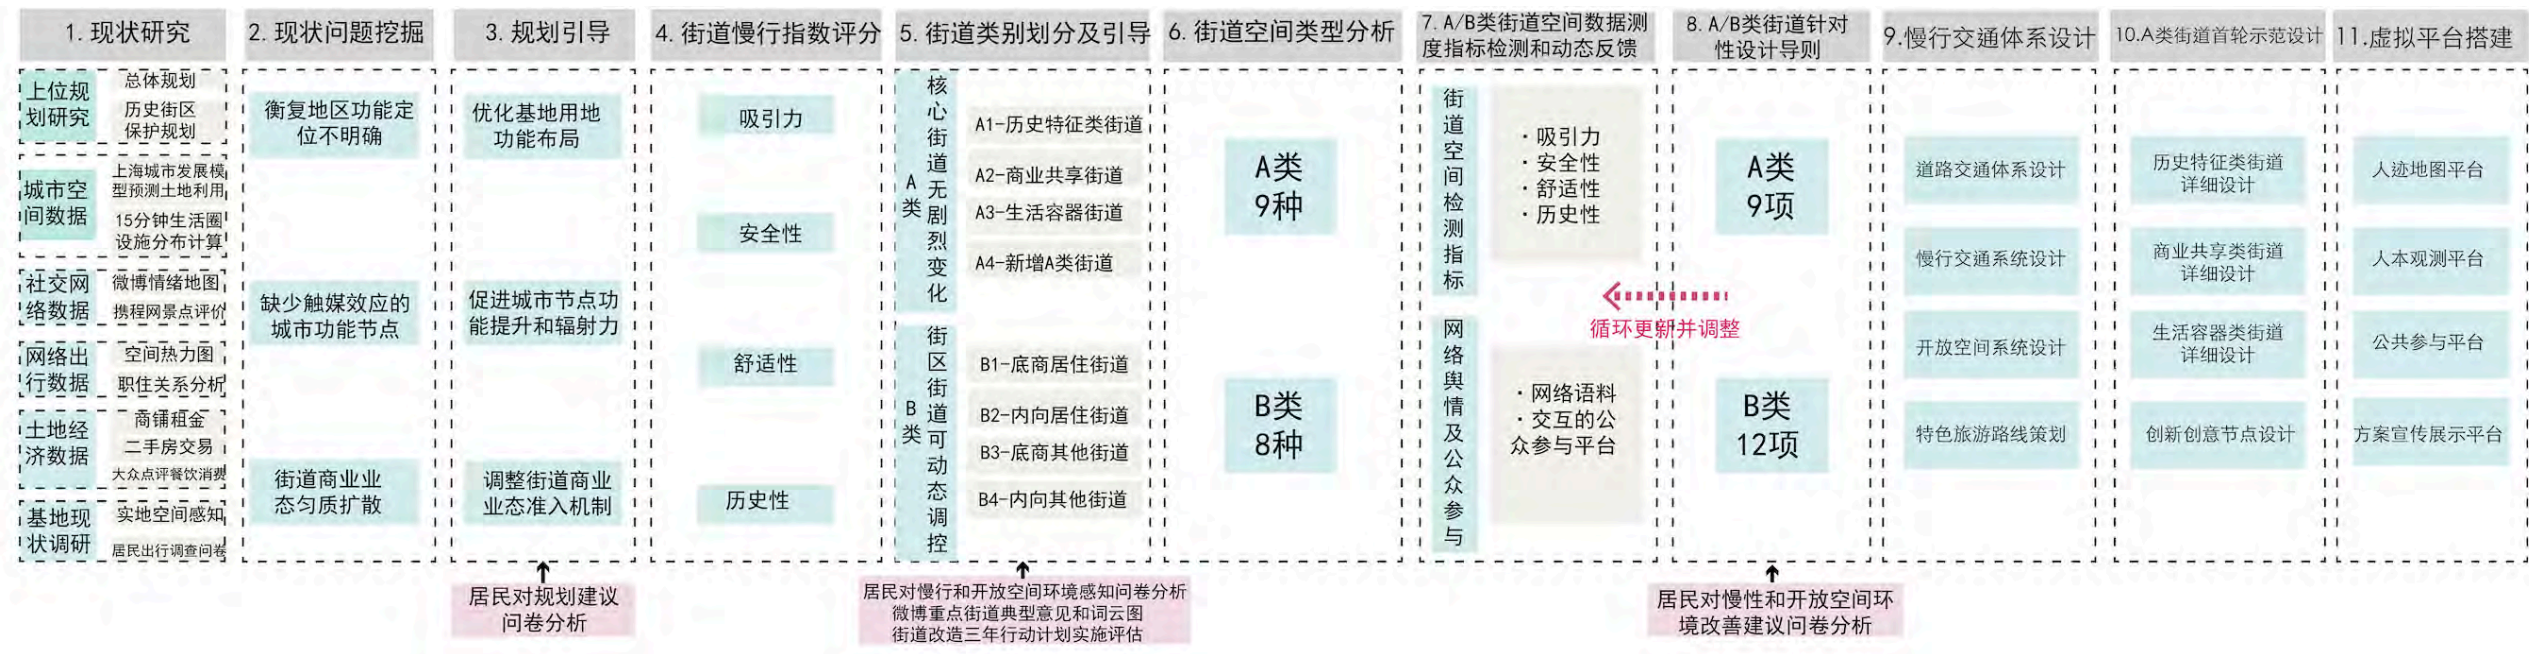 1. 现状研究
上位规
划研究
总体规划
历史街区
保护规划
城市空
间数据
上海城市发展模
型预测土地利用
15分钟生活圈
设施分布计算
社交网
络数据
微博情绪地图
携程网景点评价
网络出
行数据
空间热力图
职住关系分析
土地经
济数据
商铺租金
二手房交易
大众点评餐饮消费
基地现
状调研
实地空间感知
居民出行调查问卷
2. 现状问题挖掘
衡复地区功能定
位不明确
缺少触媒效应的
城市功能节点
街道商业业
态匀质扩散
3. 规划引导
优化基地用地
功能布局
促进城市节点功
能提升和辐射力
调整街道商业
业态准入机制
居民对规划建议
问卷分析
4. 街道慢行指数评分
吸引力
安全性
舒适性
历史性
5. 街道类别划分及引导
A类
核心街道无剧烈变化
A1-历史特征类街道
A2-商业共享街道
A3-生活容器街道
A4-新增A类街道
B类
街区街道可动态调控
B1-底商居住街道
B2-内向居住街道
B3-底商其他街道
B4-内向其他街道
居民对慢行和开放空间环境感知问卷分析
微博重点街道典型意见和词云图
街道改造三年行动计划实施评估
6. 街道空间类型分析
A类
9种
B类
8种
7. A/B类街道空间数据测
度指标检测和动态反馈
街道空间检测指标
·吸引力
·安全性
·舒适性
·历史性
网络舆情及公众参与
·网络语料
·交互的公
众参与平台
循环更新并调整
8. A/B类街道针对
性设计导则
A类
9项
B类
12项
居民对慢性和开放空间环
境改善建议问卷分析
9.慢行交通体系设计
道路交通体系设计
慢行交通系统设计
开放空间系统设计
特色旅游路线策划
10.A类街道首轮示范设计
历史特征类街道
详细设计
商业共享类街道
详细设计
生活容器类街道
详细设计
创新创意节点设计
11.虚拟平台搭建
人迹地图平台
人本观测平台
公共参与平台
方案宣传展示平台